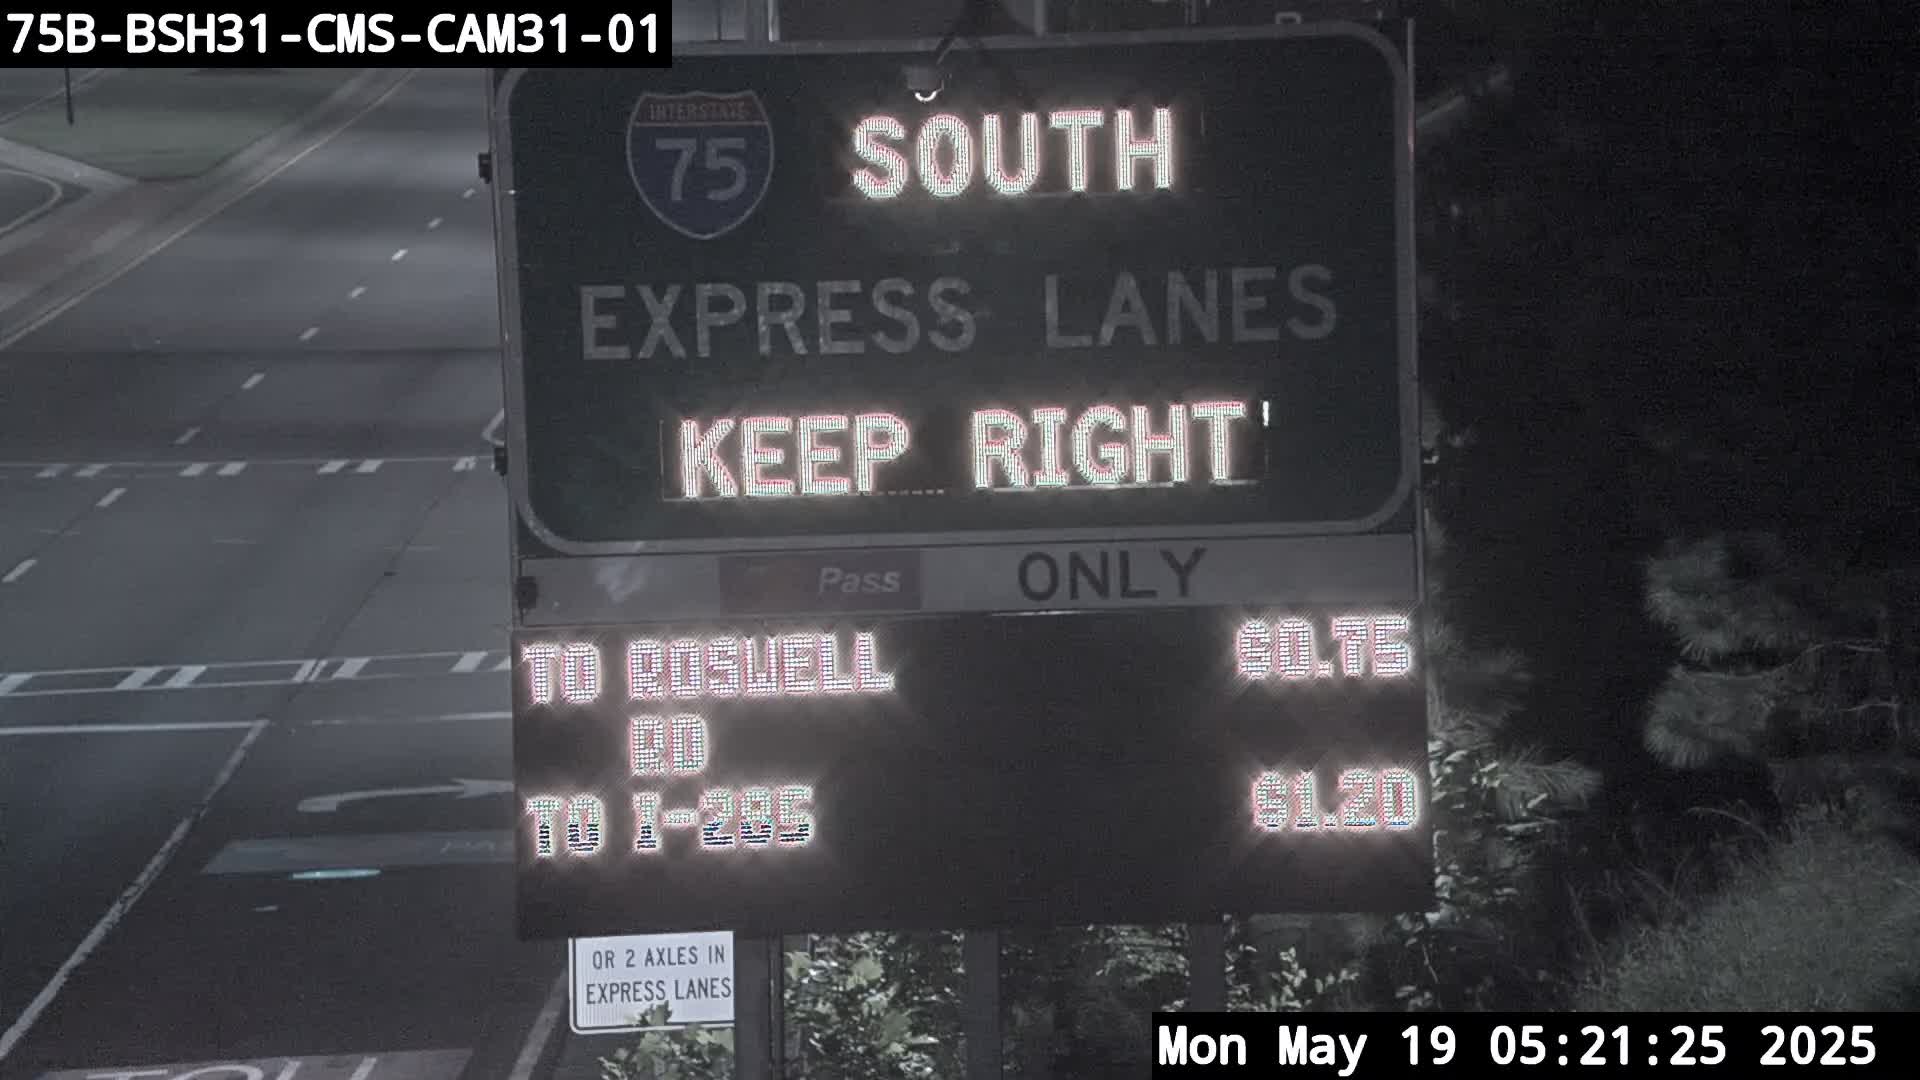 75B-BSH31-CMS-CAM31-01
INTERSTATE
75
SOUTH
EXPRESS LANES
KEEP RIGHT
Pass
ONLY
TO ROSWELL $0.75
RD
TO I-285 $1.20
OR 2 AXLES IN
EXPRESS LANES
TOLL
Mon May 19 05:21:25 2025